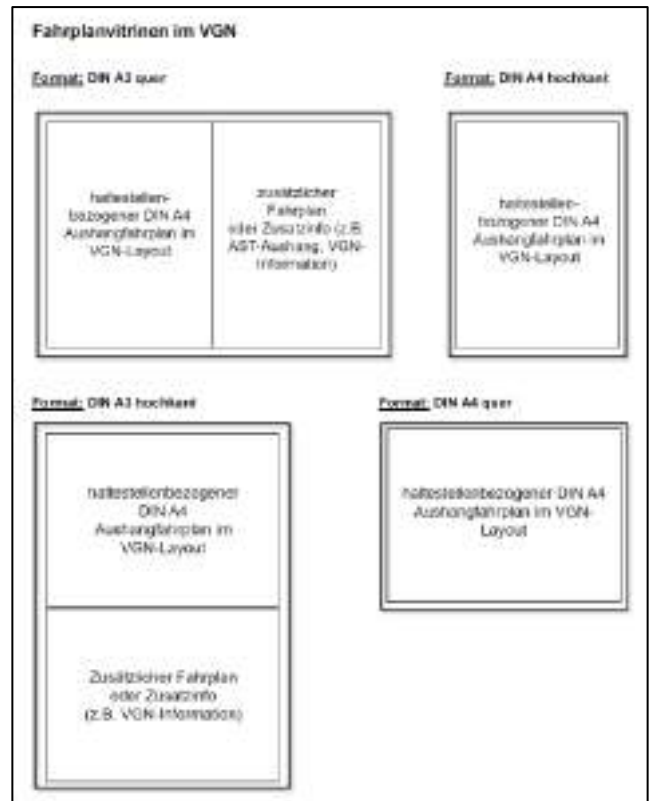 Fahrplanvitrinen im VGN
Format: DIN A3 quer
Format: DIN A4 hochkant
haltestellen-
bezogener DIN A4
Aushangfahrplan im
VGN-Layout
zusätzlicher
Fahrplan
oder Zusatzinfo (z.B.
AST-Aushang, VGN-
Information)
haltestellen-
bezogener DIN A4
Aushangfahrplan im
VGN-Layout
Format: DIN A3 hochkant
Format: DIN A4 quer
haltestellenbezogener
DIN A4
Aushangfahrplan im
VGN-Layout
Zusätzlicher Fahrplan
oder Zusatzinfo
(z.B. VGN-Information)
haltestellenbezogener DIN A4
Aushangfahrplan im VGN-
Layout